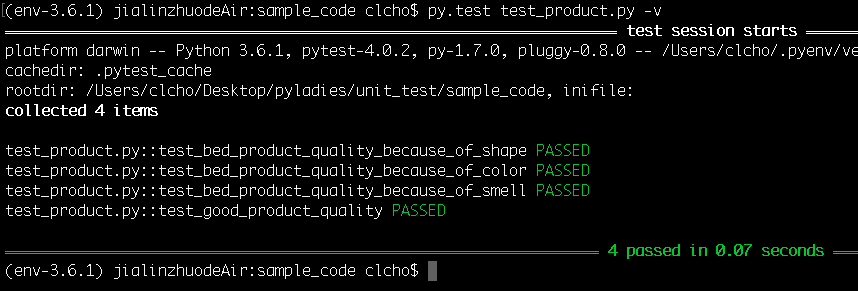 (env-3.6.1) jialinzhuodeAir:sample_code clcho$ py.test test_product.py -v
test session starts
platform darwin -- Python 3.6.1, pytest-4.0.2, py-1.7.0, pluggy-0.8.0 -- /Users/clcho/.pyenv/ve
cachedir: .pytest_cache
rootdir: /Users/clcho/Desktop/pyladies/unit_test/sample_code, inifile:
collected 4 items
test_product.py::test_bed_product_quality_because_of_shape PASSED
test_product.py::test_bed_product_quality_because_of_color PASSED
test_product.py::test_bed_product_quality_because_of_smell PASSED
test_product.py::test_good_product_quality PASSED
4 passed in 0.07 seconds
(env-3.6.1) jialinzhuodeAir:sample_code clcho$